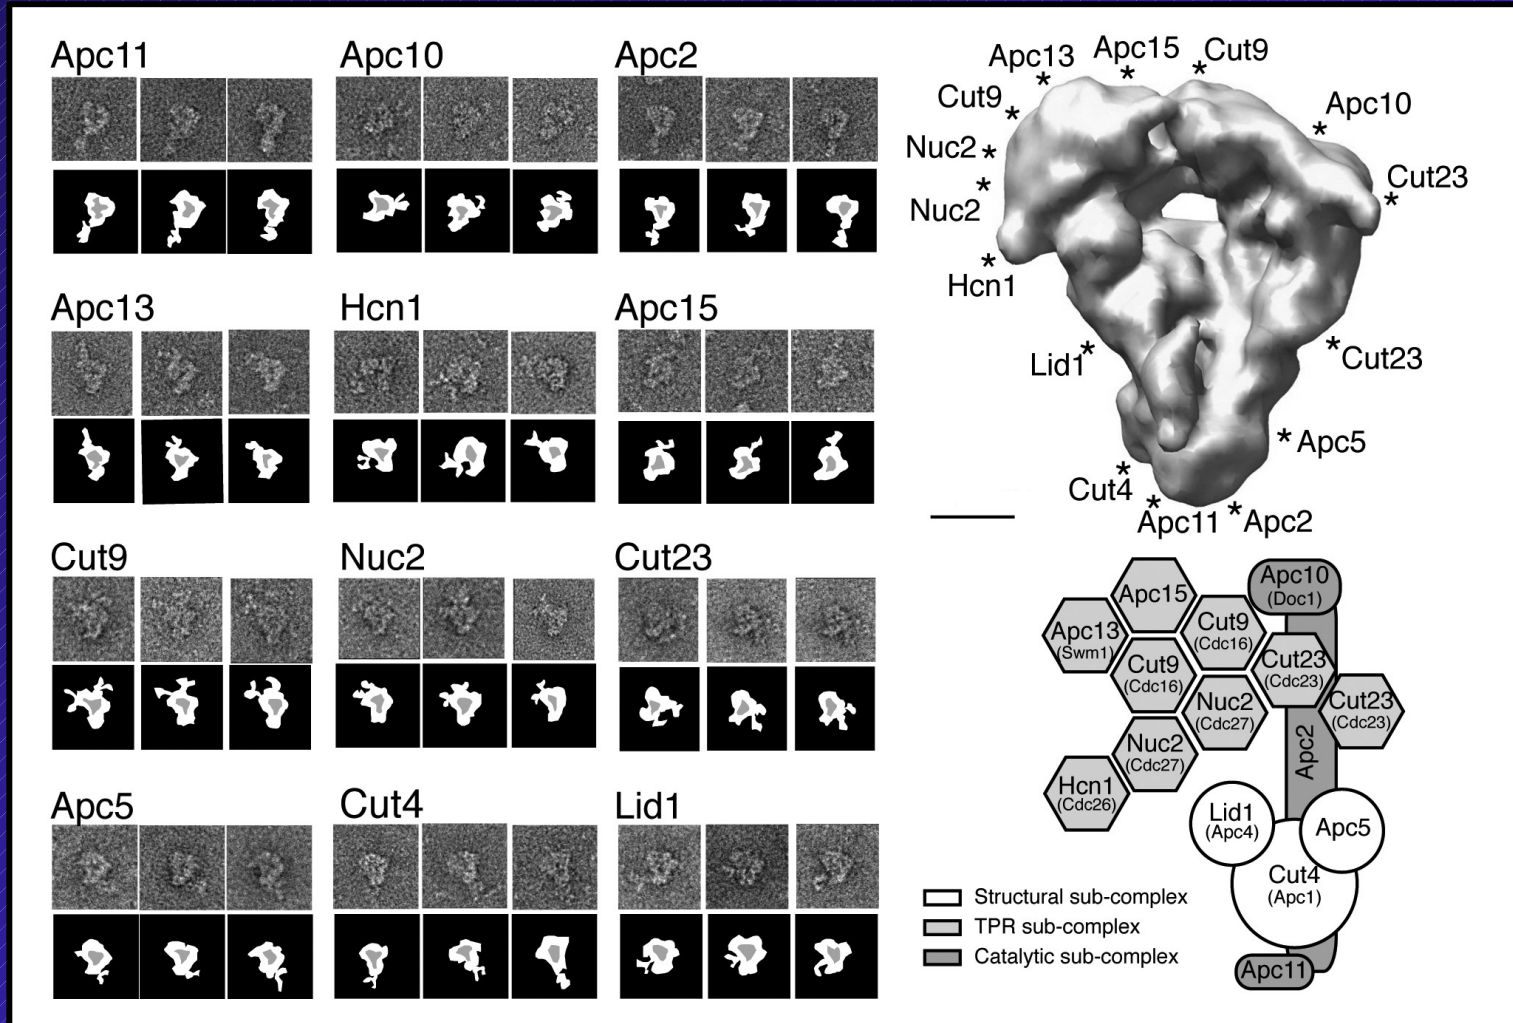 Apc11
Apc10
Apc2
Apc13
Hcn1
Apc15
Cut9
Nuc2
Cut23
Apc5
Cut4
Lid1
Apc13
Apc15
Cut9
Cut9
Apc10
Nuc2
Cut23
Nuc2
Hcn1
Lid1
Cut23
Apc5
Cut4
Apc11
Apc2
Apc15
Apc10
(Doc1)
Apc13
(Swm1)
Cut9
(Cdc16)
Cut9
(Cdc16)
Cut23
(Cdc23)
Nuc2
(Cdc27)
Cut23
(Cdc23)
Nuc2
(Cdc27)
Apc2
Hcn1
(Cdc26)
Lid1
(Apc4)
Apc5
Cut4
(Apc1)
Apc11
Structural sub-complex
TPR sub-complex
Catalytic sub-complex